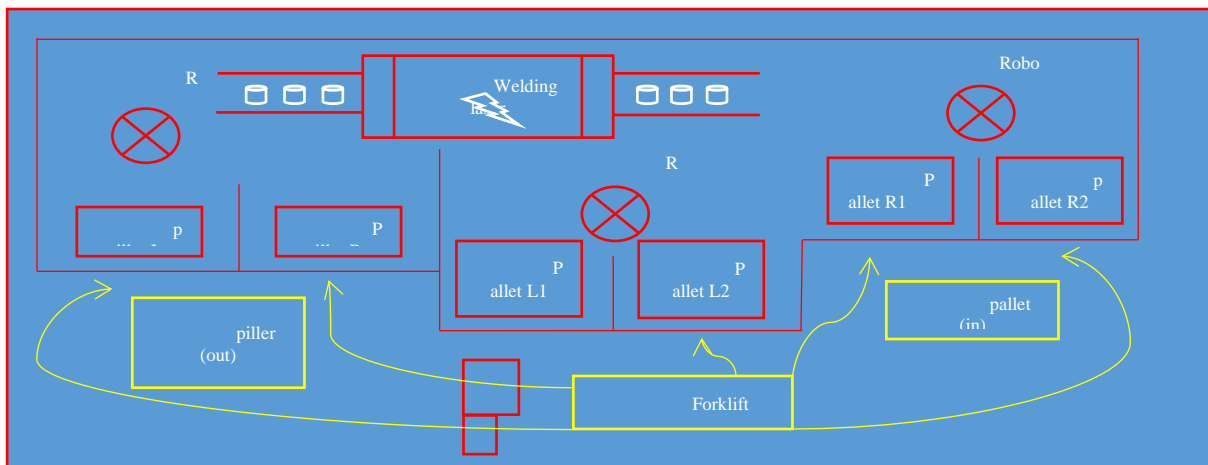 R
Welding
Robo
R
P
allet R1
p
allet R2
p
P
P
allet L1
P
allet L2
piller
(out)
pallet
(in)
Forklift